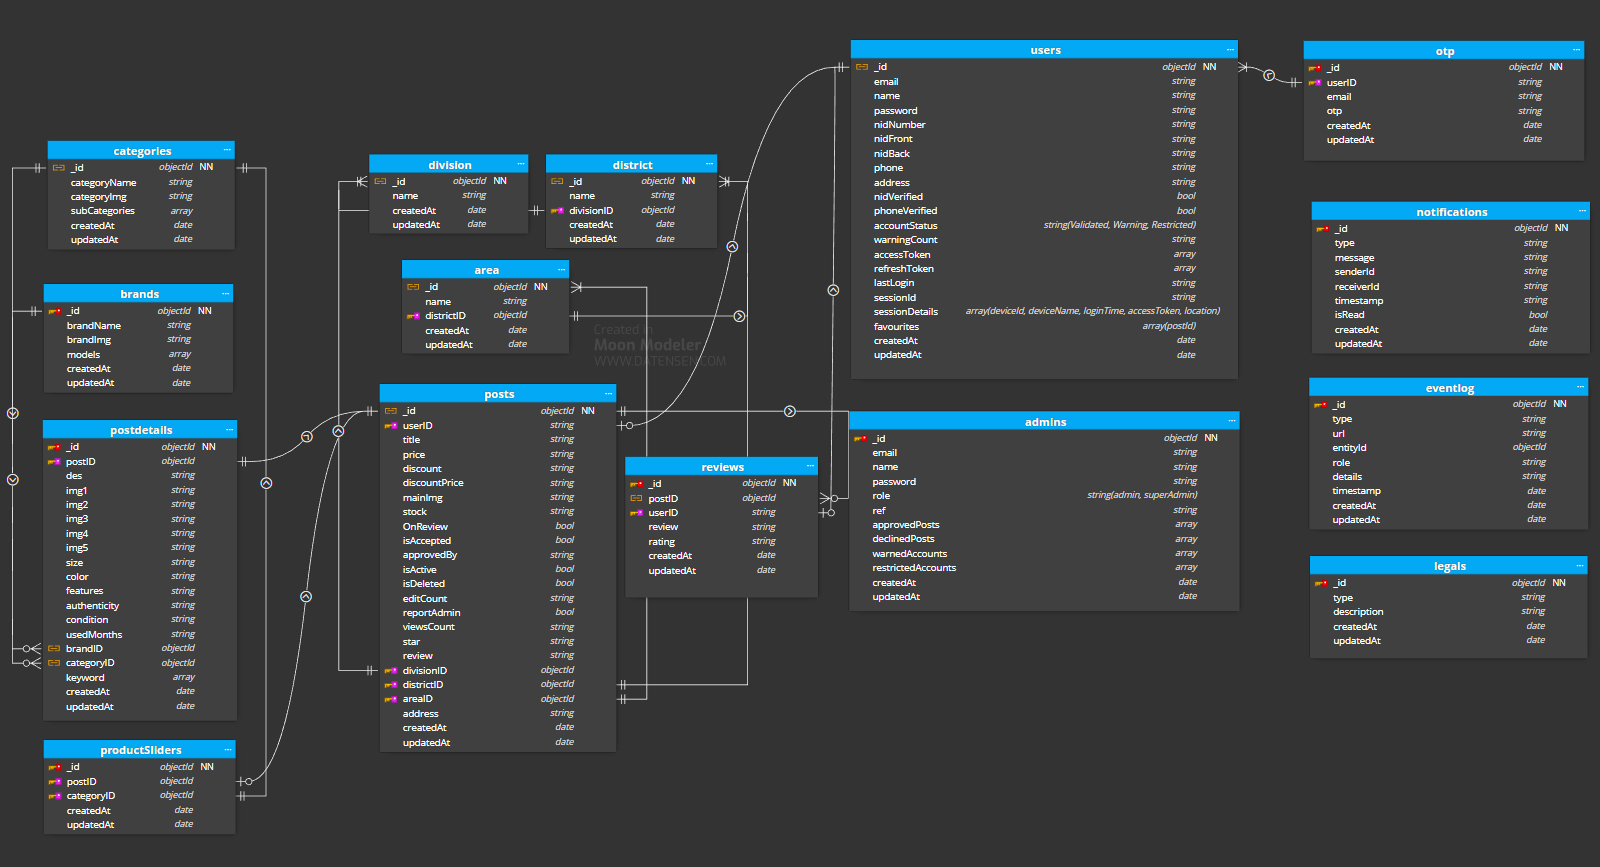 users ...
_id objectId NN
email string
name string
password string
nidNumber string
nidFront string
nidBack string
phone string
address string
nidVerified bool
phoneVerified bool
accountStatus string(Validated, Warning, Restricted)
warningCount string
accessToken array
refreshToken array
lastLogin string
sessionId string
sessionDetails array(deviceId, deviceName, loginTime, accessToken, location)
favourites array(postId)
createdAt date
updatedAt date
otp ...
_id objectId NN
userID string
email string
otp string
createdAt date
updatedAt date
categories ...
_id objectId NN
categoryName string
categoryImg string
subCategories array
createdAt date
updatedAt date
division ...
_id objectId NN
name string
createdAt date
updatedAt date
district ...
_id objectId NN
name string
divisionID objectId
createdAt date
updatedAt date
notifications ...
_id objectId NN
type string
message string
senderId string
receiverId string
timestamp string
isRead bool
createdAt date
updatedAt date
area ...
_id objectId NN
name string
districtID objectId
createdAt date
updatedAt date
Created in
Moon Modeler
WWW.DATENSEN.COM
brands ...
_id objectId NN
brandName string
brandImg string
models array
createdAt date
updatedAt date
posts ...
_id objectId NN
userID string
title string
price string
discount string
discountPrice string
mainImg string
stock string
OnReview bool
isAccepted bool
approvedBy string
isActive bool
isDeleted bool
editCount string
reportAdmin bool
viewsCount string
star string
review string
divisionID objectId
districtID objectId
areaID objectId
address string
createdAt date
updatedAt date
eventlog ...
_id objectId NN
type string
url string
entityId objectId
role string
details string
timestamp date
createdAt date
updatedAt date
admins ...
_id objectId NN
email string
name string
password string
role string(admin, superAdmin)
ref string
approvedPosts array
declinedPosts array
warnedAccounts array
restrictedAccounts array
createdAt date
updatedAt date
postdetails ...
_id objectId NN
postID objectId
des string
img1 string
img2 string
img3 string
img4 string
img5 string
size string
color string
features string
authenticity string
condition string
usedMonths string
brandID objectId
categoryID objectId
keyword array
createdAt date
updatedAt date
reviews ...
_id objectId NN
postID objectId
userID string
review string
rating string
createdAt date
updatedAt date
legals ...
_id objectId NN
type string
description string
createdAt date
updatedAt date
productSliders ...
_id objectId NN
postID objectId
categoryID objectId
createdAt date
updatedAt date